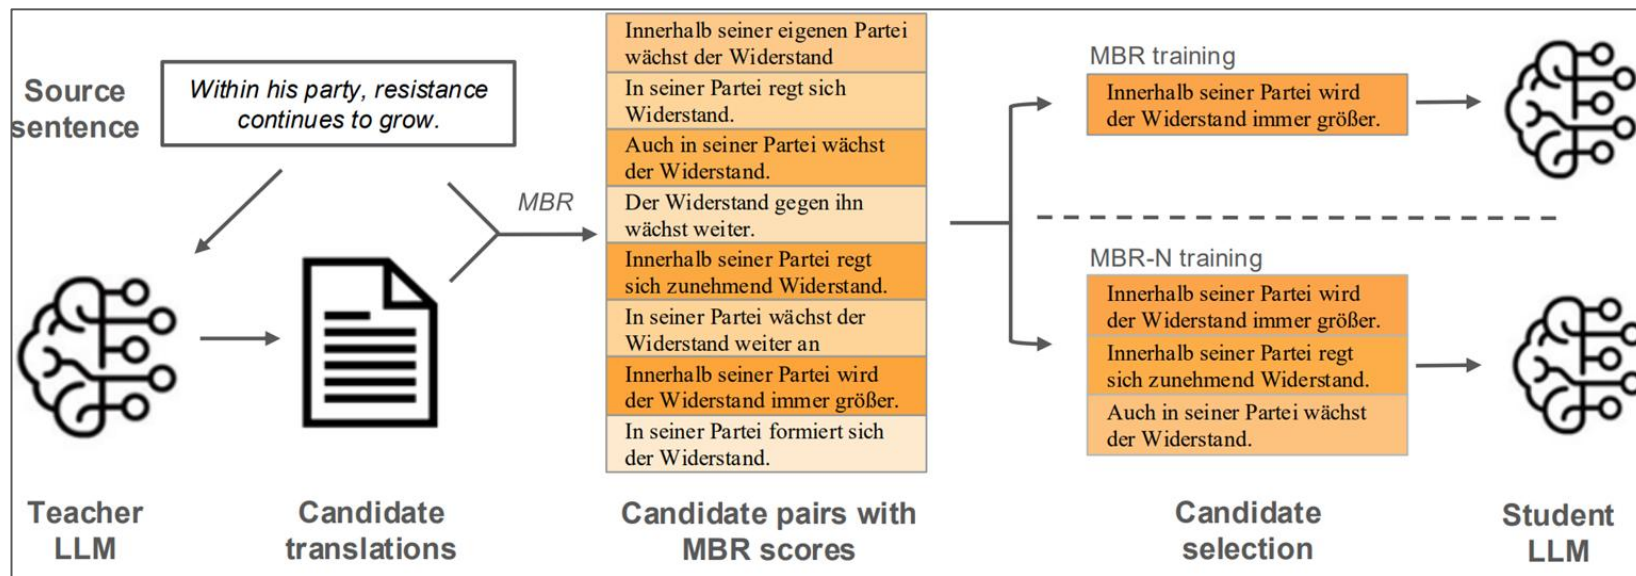 Source
sentence
Within his party, resistance
continues to grow.
MBR
Innerhalb seiner eigenen Partei
wächst der Widerstand
In seiner Partei regt sich
Widerstand.
Auch in seiner Partei wächst
der Widerstand.
Der Widerstand gegen ihn
wächst weiter.
Innerhalb seiner Partei regt
sich zunehmend Widerstand.
In seiner Partei wächst der
Widerstand weiter an
Innerhalb seiner Partei wird
der Widerstand immer größer.
In seiner Partei formiert sich
der Widerstand.
MBR training
Innerhalb seiner Partei wird
der Widerstand immer größer.
MBR-N training
Innerhalb seiner Partei wird
der Widerstand immer größer.
Innerhalb seiner Partei regt
sich zunehmend Widerstand.
Auch in seiner Partei wächst
der Widerstand.
Teacher
LLM
Candidate
translations
Candidate pairs with
MBR scores
Candidate
selection
Student
LLM